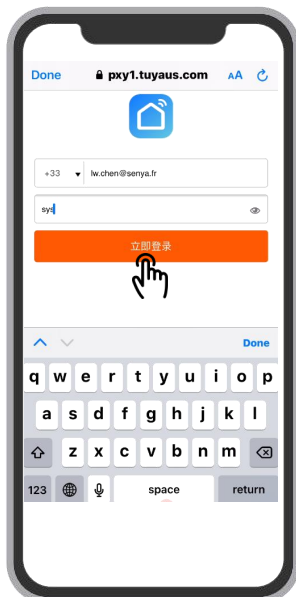 Done pxy1.tuyaus.com AA
+33 lw.chen@senya.fr
sys
立即登录
Done
q w e r t y u i o p
a s d f g h j k l
z x c v b n m
123 space return